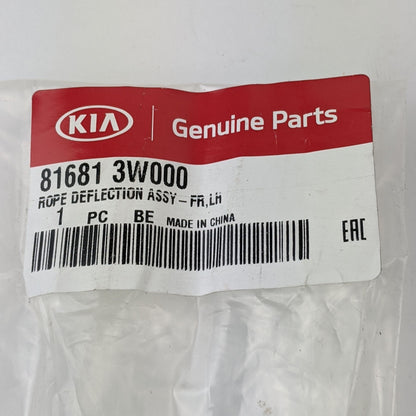 KIA Genuine Parts
81681 3W000
ROPE DEFLECTION ASSY-FR,LH
1 PC BE MADE IN CHINA
EAC